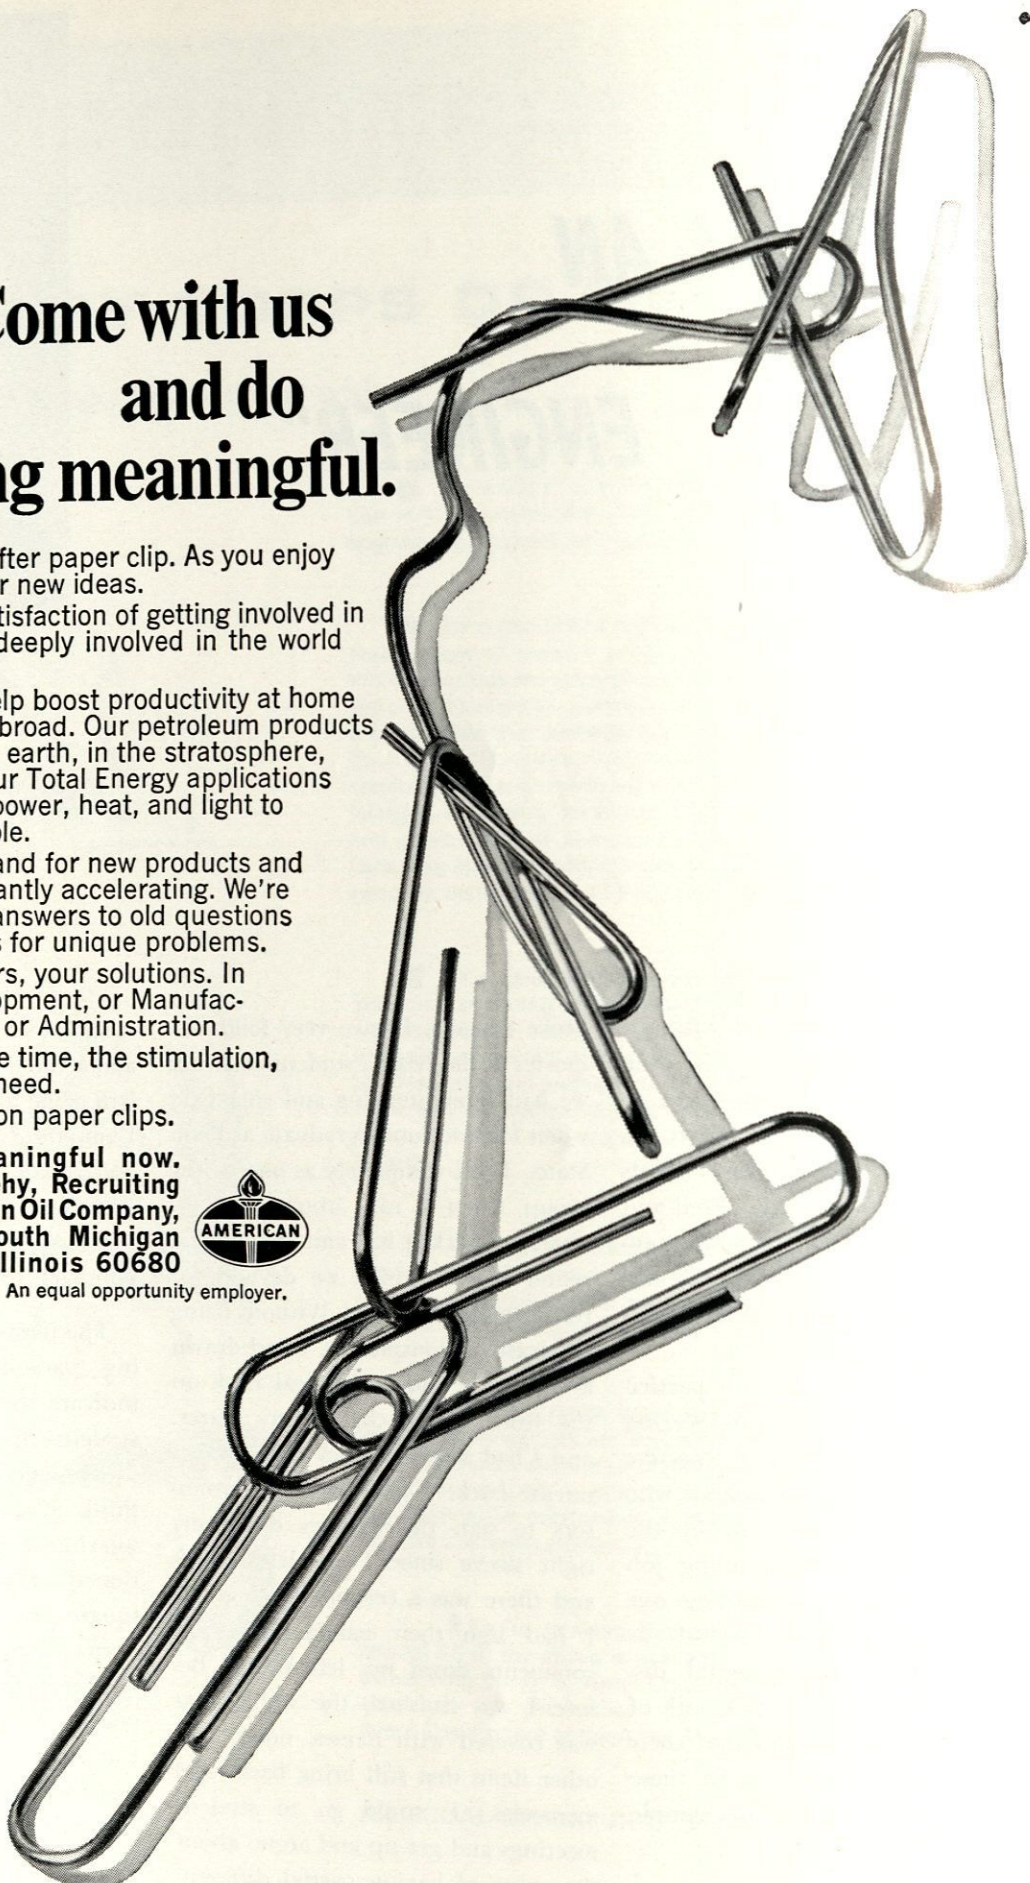 Come with us
and do
ng meaningful.
fter paper clip. As you enjoy
r new ideas.
tisfaction of getting involved in
deeply involved in the world
elp boost productivity at home
broad. Our petroleum products
earth, in the stratosphere,
ur Total Energy applications
power, heat, and light to
ble.
and for new products and
antly accelerating. We're
answers to old questions
s for unique problems.
rs, your solutions. In
opment, or Manufac-
or Administration.
e time, the stimulation,
need.
on paper clips.
aningful now.
hy, Recruiting
n Oil Company,
outh Michigan
llinois 60680
AMERICAN
An equal opportunity employer.